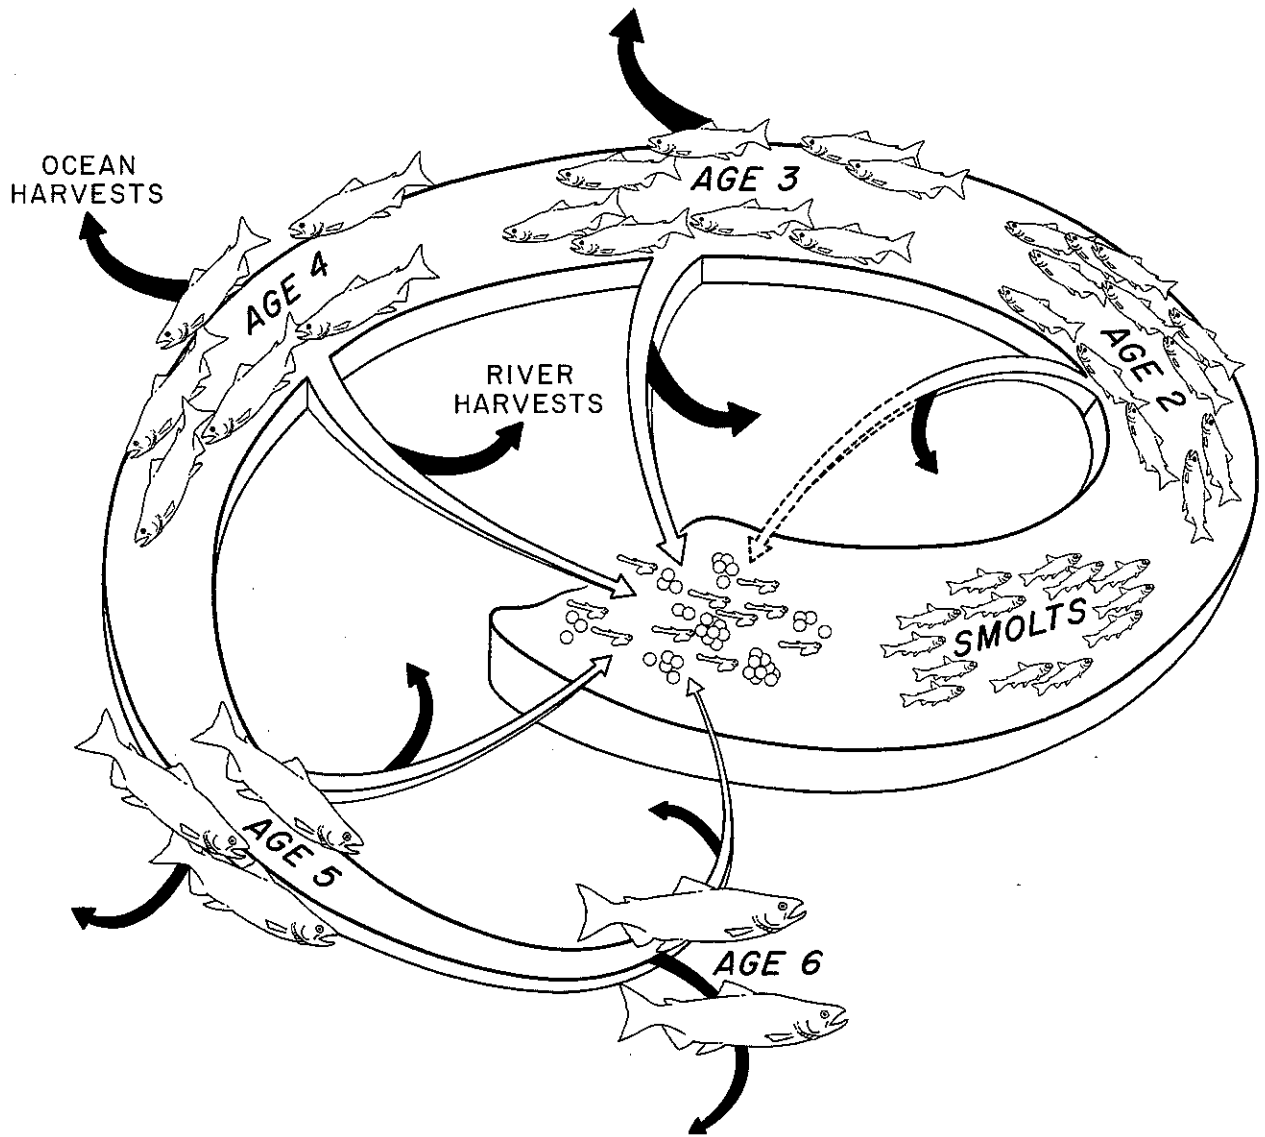 OCEAN
HARVESTS
AGE 3
AGE 4
AGE 2
RIVER
HARVESTS
SMOLTS
AGE 5
AGE 6